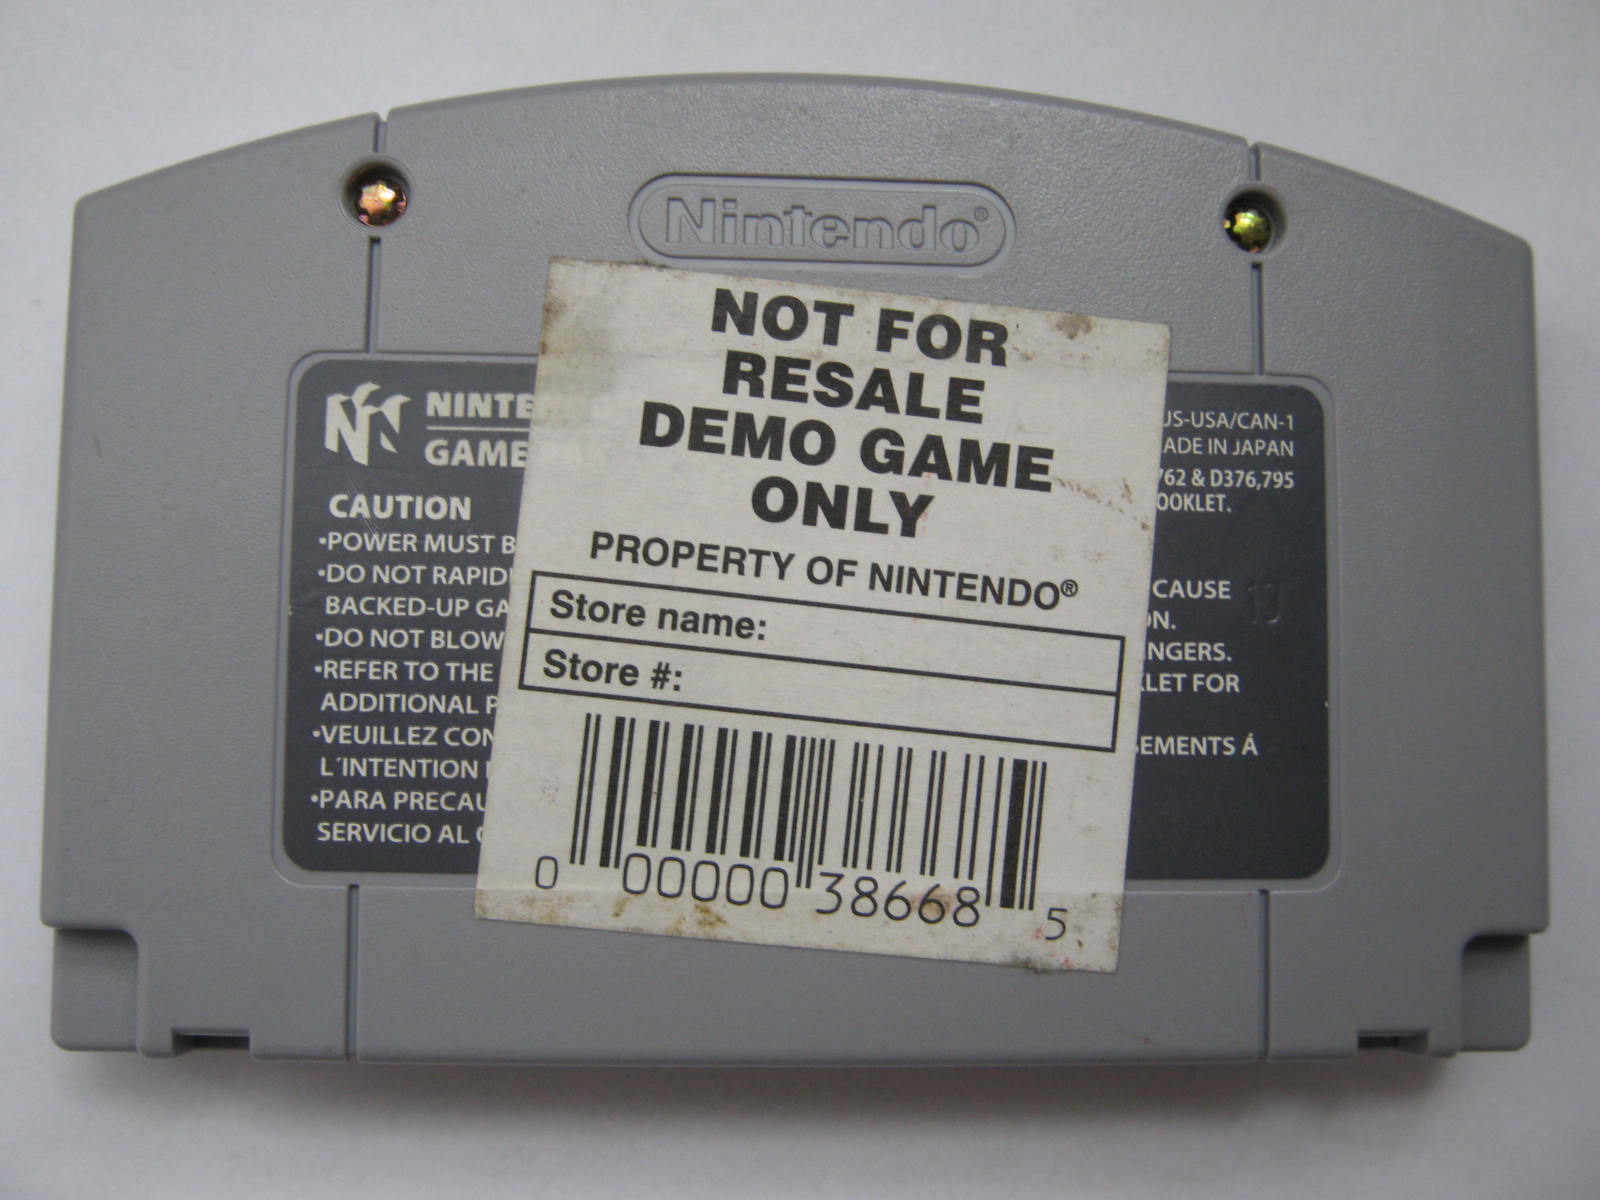 Nintendo®
NOT FOR
RESALE
DEMO GAME
ONLY
PROPERTY OF NINTENDO®
Store name:
Store #:
0 00000 38668 5
NINTE
GAME
US-USA/CAN-1
ADE IN JAPAN
762 & D376,795
OOKLET.
CAUTION
•POWER MUST B
•DO NOT RAPID
BACKED-UP GA
•DO NOT BLOW
•REFER TO THE
ADDITIONAL P
•VEUILLEZ CON
L'INTENTION
•PARA PRECAU
SERVICIO AL
CAUSE
ON.
NGERS.
KLET FOR
SEMENTS Á
10